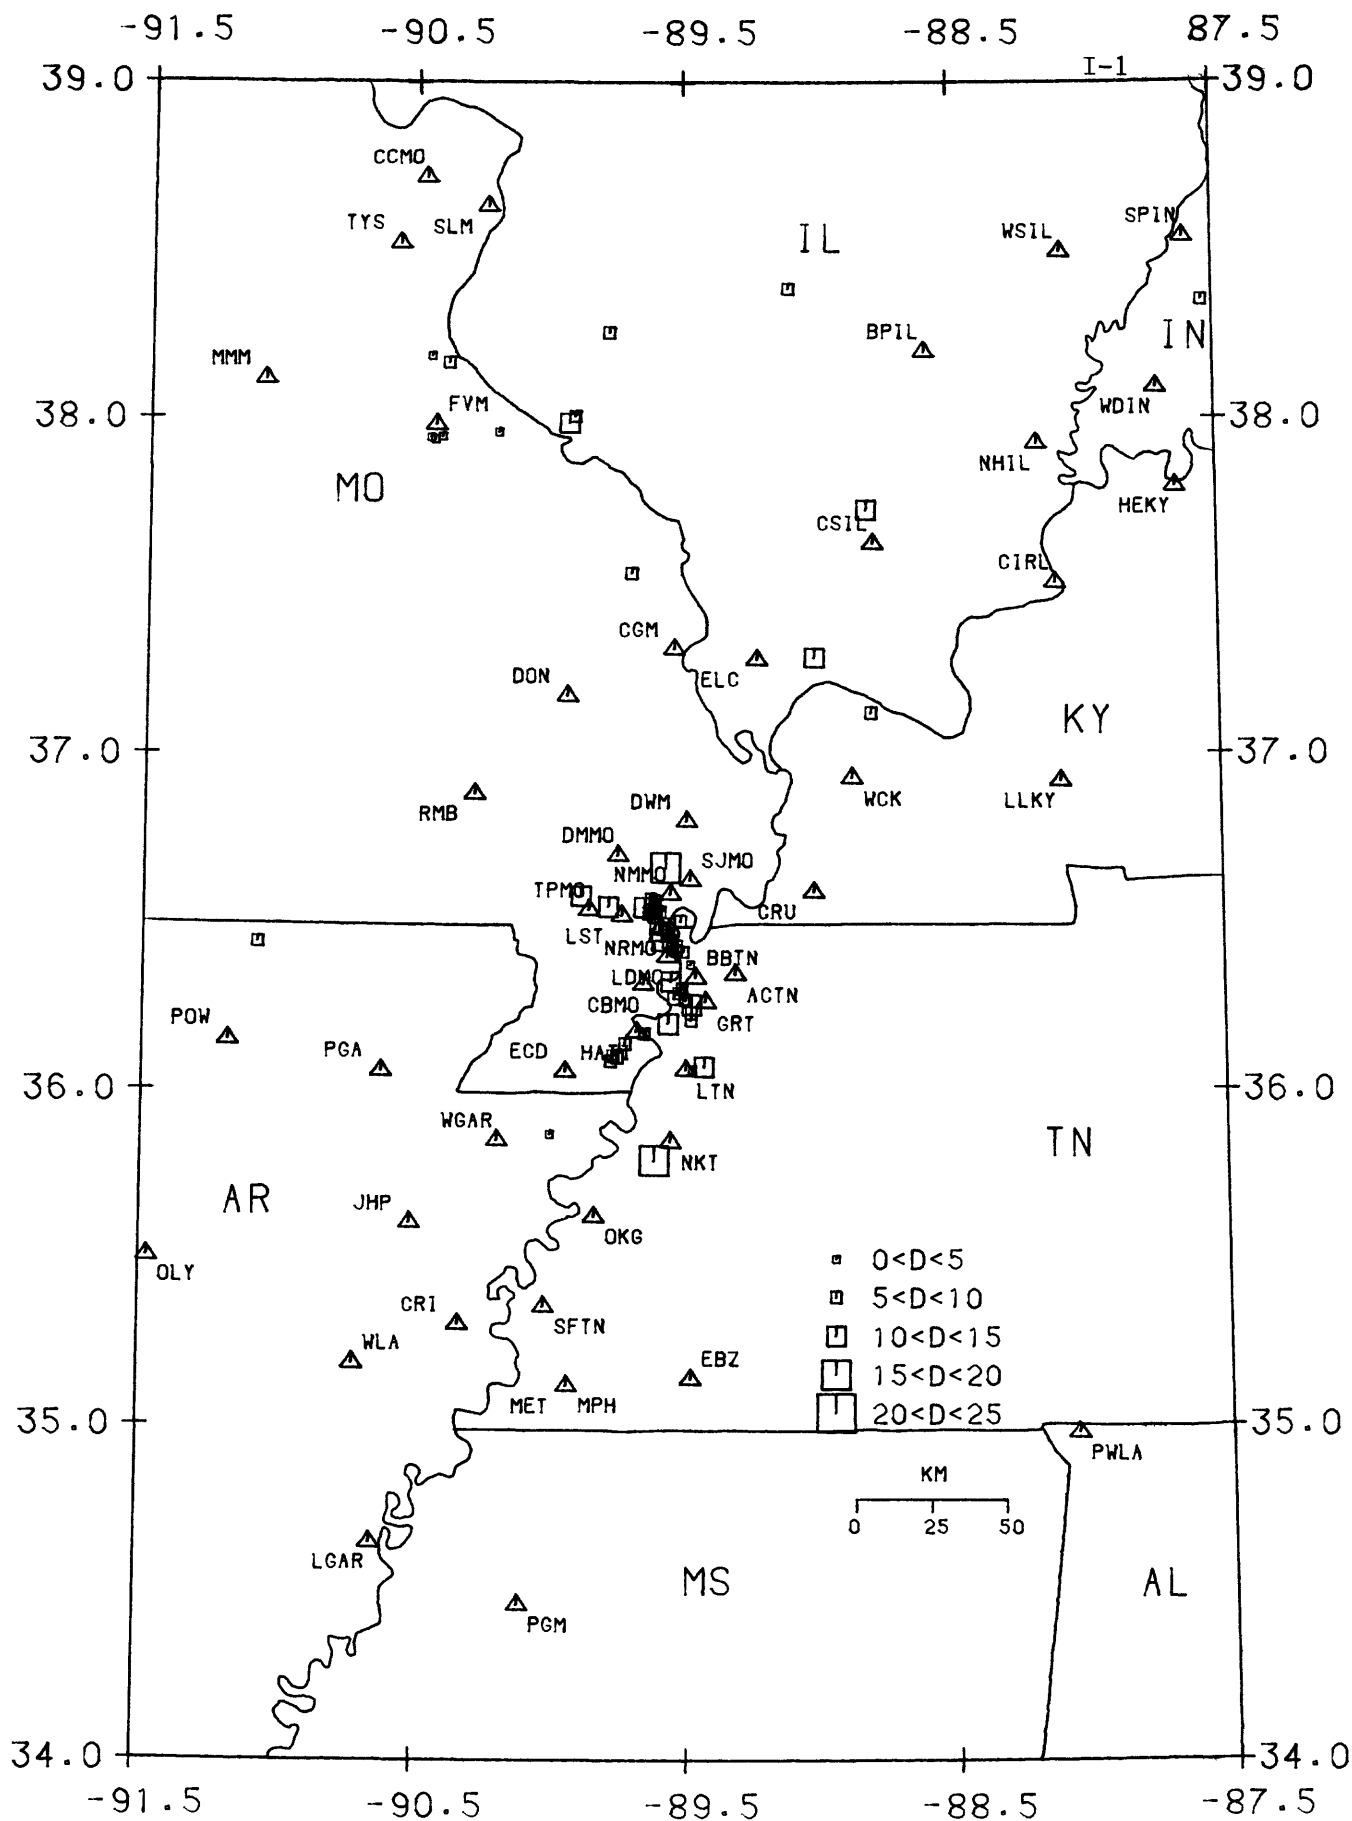 -91.5 -90.5 -89.5 -88.5 87.5
I-1
39.0 39.0
CCMO
SPIN
TYS SLM WSIL
IL
BPIL IN
MMM
FVM WDIN
38.0 38.0
NHIL
MO
HEKY
CSIL
CIRL
CGM
DON ELC
KY
37.0 37.0
WCK LLKY
RMB DWM
DMMO
SJMO
NMMO
TPMO
CRU
LST
NRMO BBTN
LDMO
ACTN
CBMO
POW GRT
PGA ECD HAT
36.0 36.0
LTN
WGAR
TN
NKT
AR JHP
OKG
0<D<5
OLY
5<D<10
CRI
SFTN 10<D<15
WLA
EBZ
15<D<20
MET MPH
20<D<25
35.0 35.0
PWLA
KM
0 25 50
LGAR
MS AL
PGM
34.0 34.0
-91.5 -90.5 -89.5 -88.5 -87.5